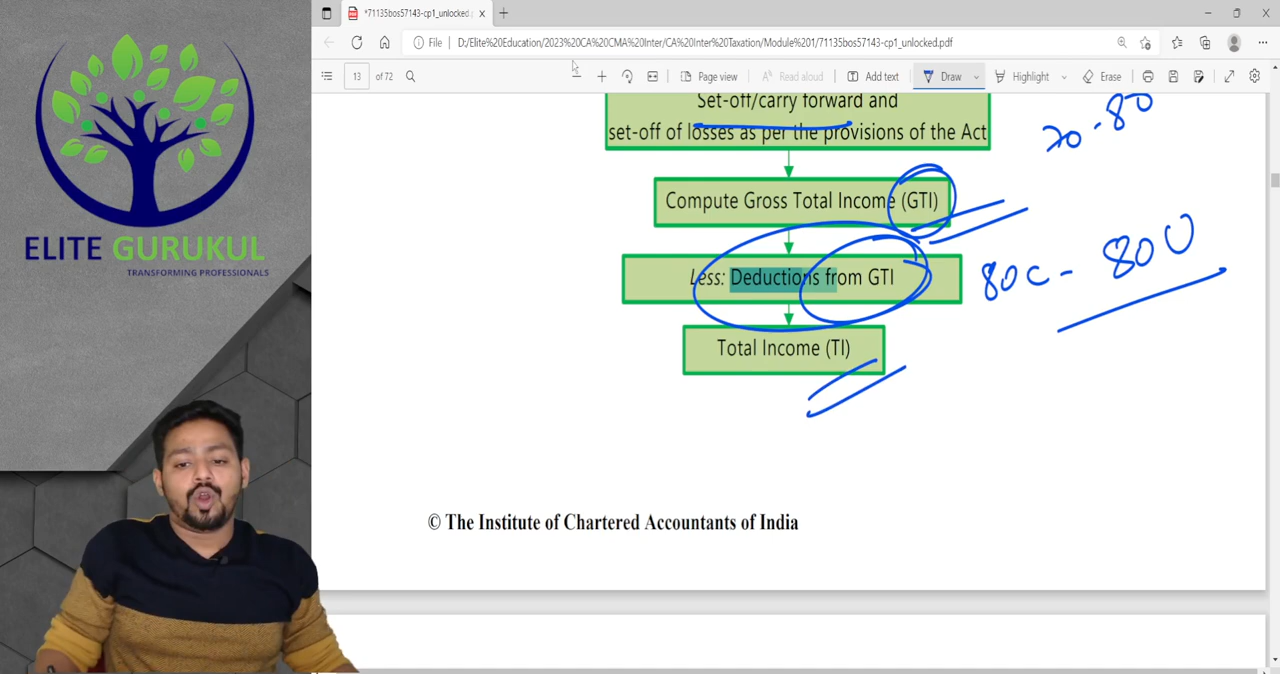 *71135bos57143-cp1_unlocked.
File
D:/Elite%20Education/2023%20CA%20CMA%20Inter/CA%20Inter%20Taxation/Module%201/71135bos57143-cp1_unlocked.pdf
13 of 72
Page view
Read aloud
Add text
Draw
Highlight
Erase
Set-off/carry forward and
set-off of losses as per the provisions of the Act
70-80
Compute Gross Total Income (GTI)
Less: Deductions from GTI
80C - 80U
Total Income (TI)
© The Institute of Chartered Accountants of India
ELITE GURUKUL
TRANSFORMING PROFESSIONALS